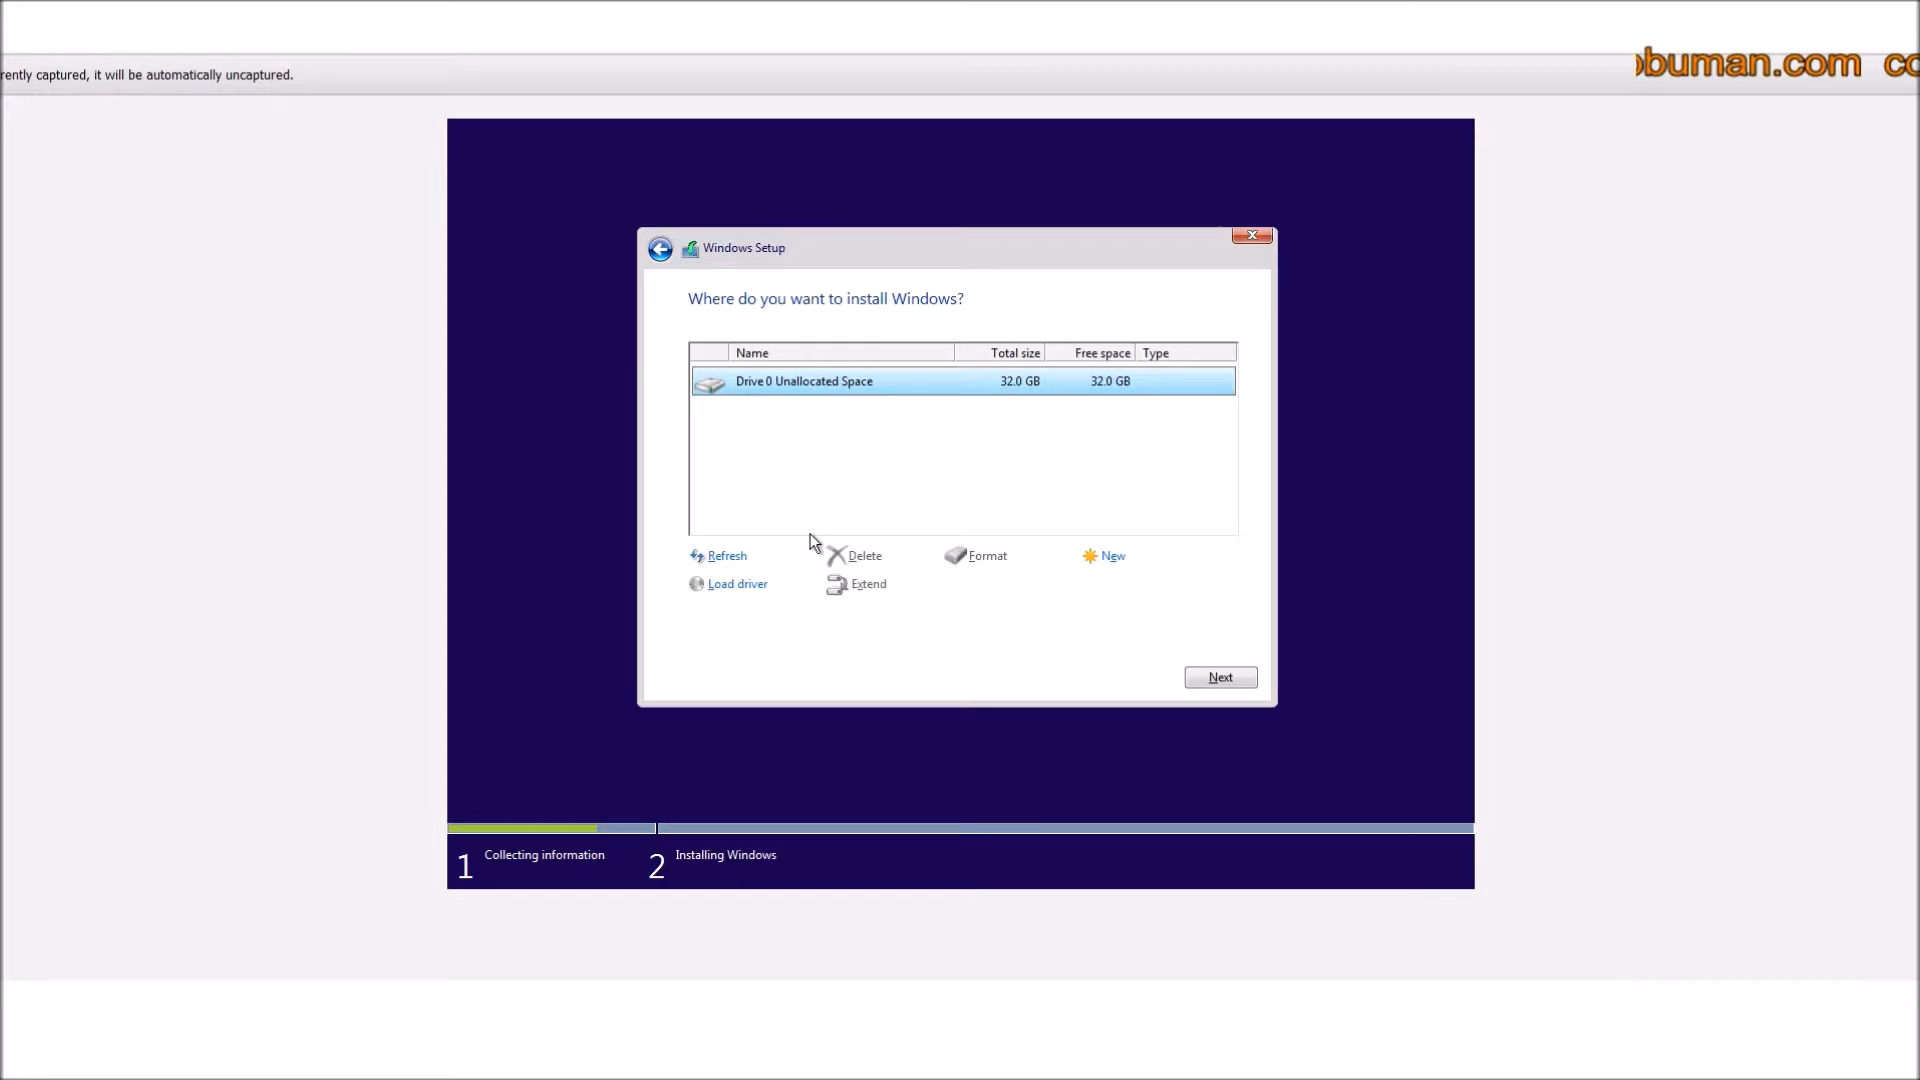 rently captured, it will be automatically uncaptured.
buman.com co
Windows Setup
Where do you want to install Windows?
Name Total size Free space Type
Drive 0 Unallocated Space 32.0 GB 32.0 GB
Refresh Delete Format New
Load driver Extend
Next
1 Collecting information 2 Installing Windows